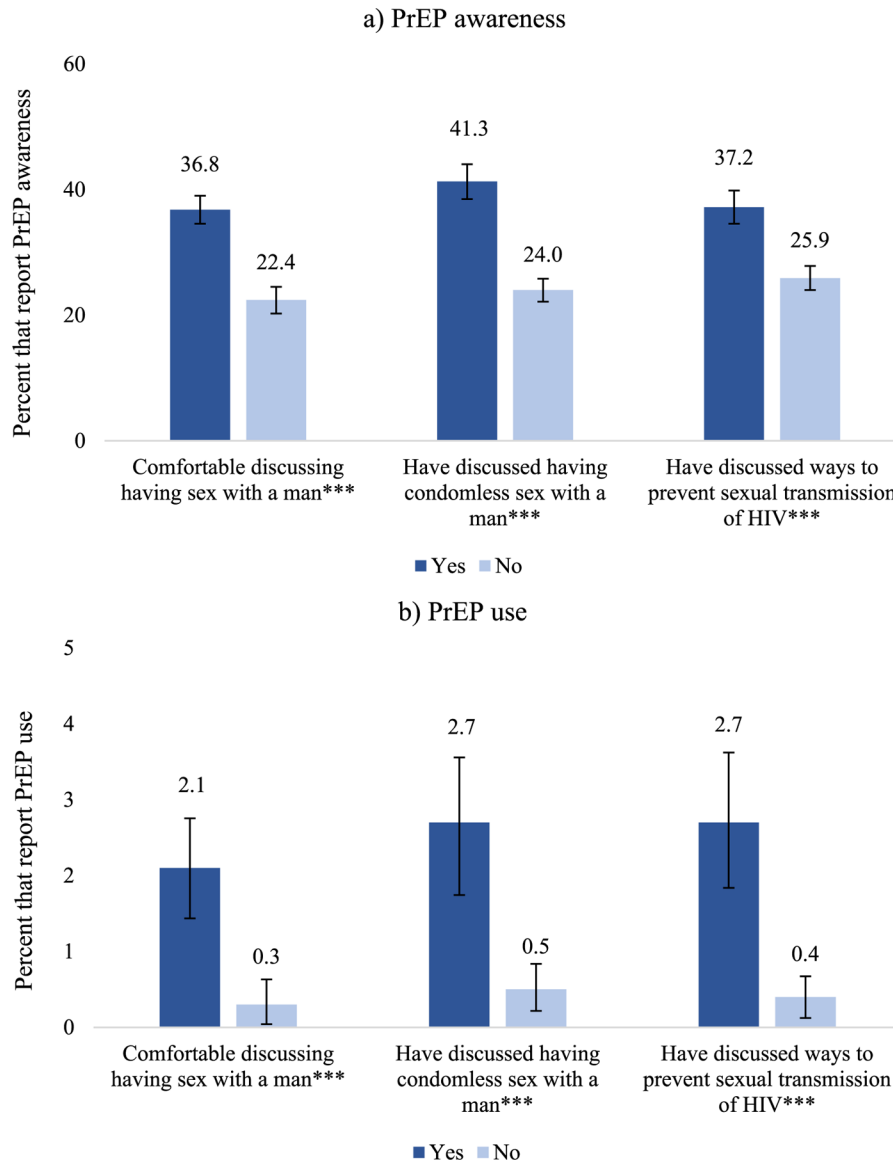 a) PrEP awareness
Percent that report PrEP awareness
60
40
20
0
36.8
22.4
41.3
24.0
37.2
25.9
Comfortable discussing
having sex with a man***
Have discussed having
condomless sex with a
man***
Have discussed ways to
prevent sexual transmission
of HIV***
Yes No
b) PrEP use
Percent that report PrEP use
5
4
3
2
1
0
2.1
0.3
2.7
0.5
2.7
0.4
Comfortable discussing
having sex with a man***
Have discussed having
condomless sex with a
man***
Have discussed ways to
prevent sexual transmission
of HIV***
Yes No